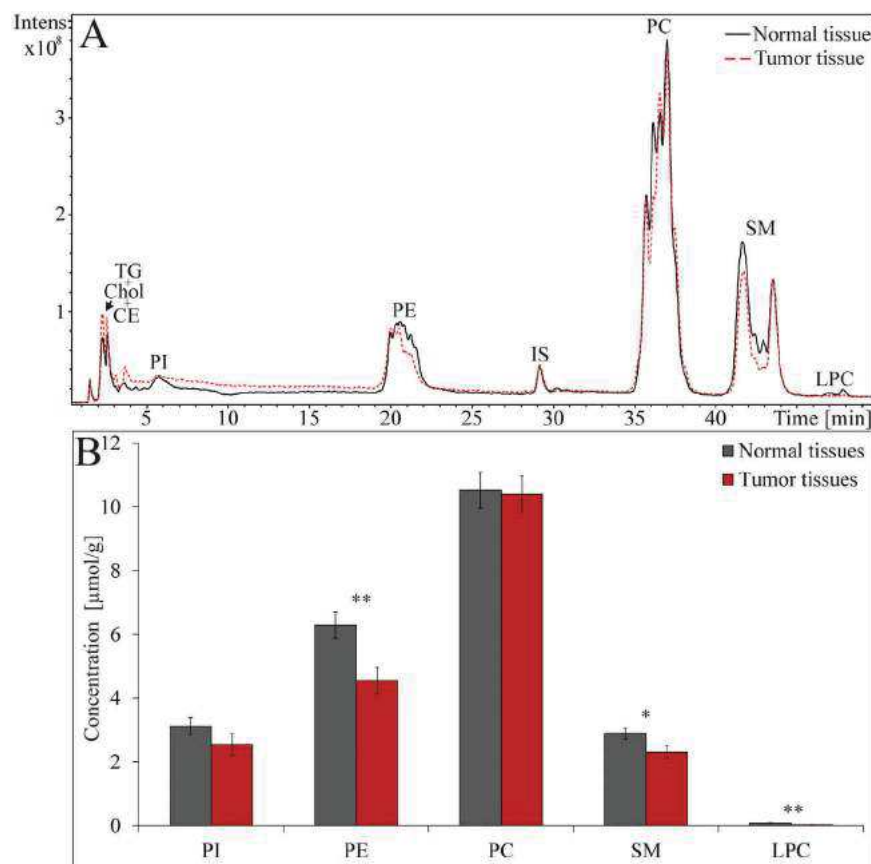 Intens.
x10⁸
A
PC
Normal tissue
Tumor tissue
3
2
SM
TG
+
Chol
+
CE
1
PE
PI
IS
LPC
5
10
15
20
25
30
35
40
Time [min]
B
12
Normal tissues
Tumor tissues
10
8
6
4
2
0
Concentration [µmol/g]
**
*
**
PI
PE
PC
SM
LPC